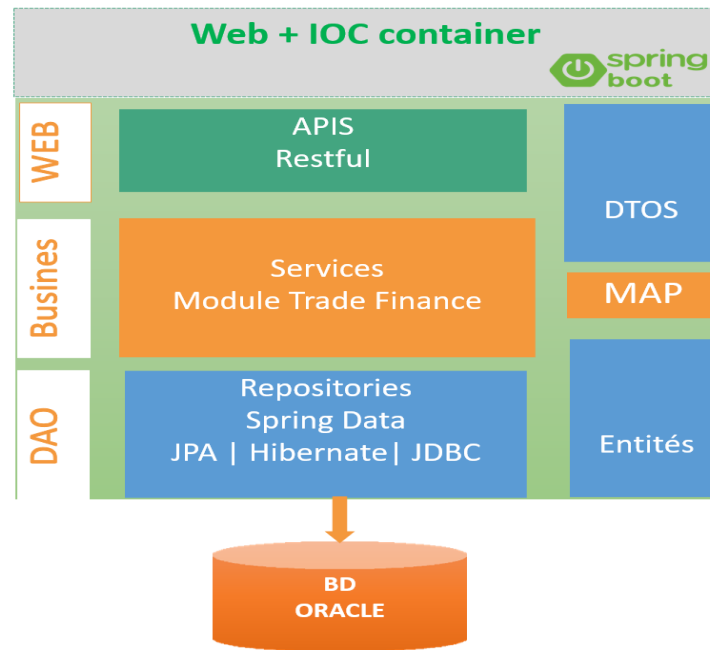 Web + IOC container
spring
boot
WEB
APIS
Restful
DTOS
Busines
Services
Module Trade Finance
MAP
DAO
Repositories
Spring Data
JPA | Hibernate| JDBC
Entités
BD
ORACLE